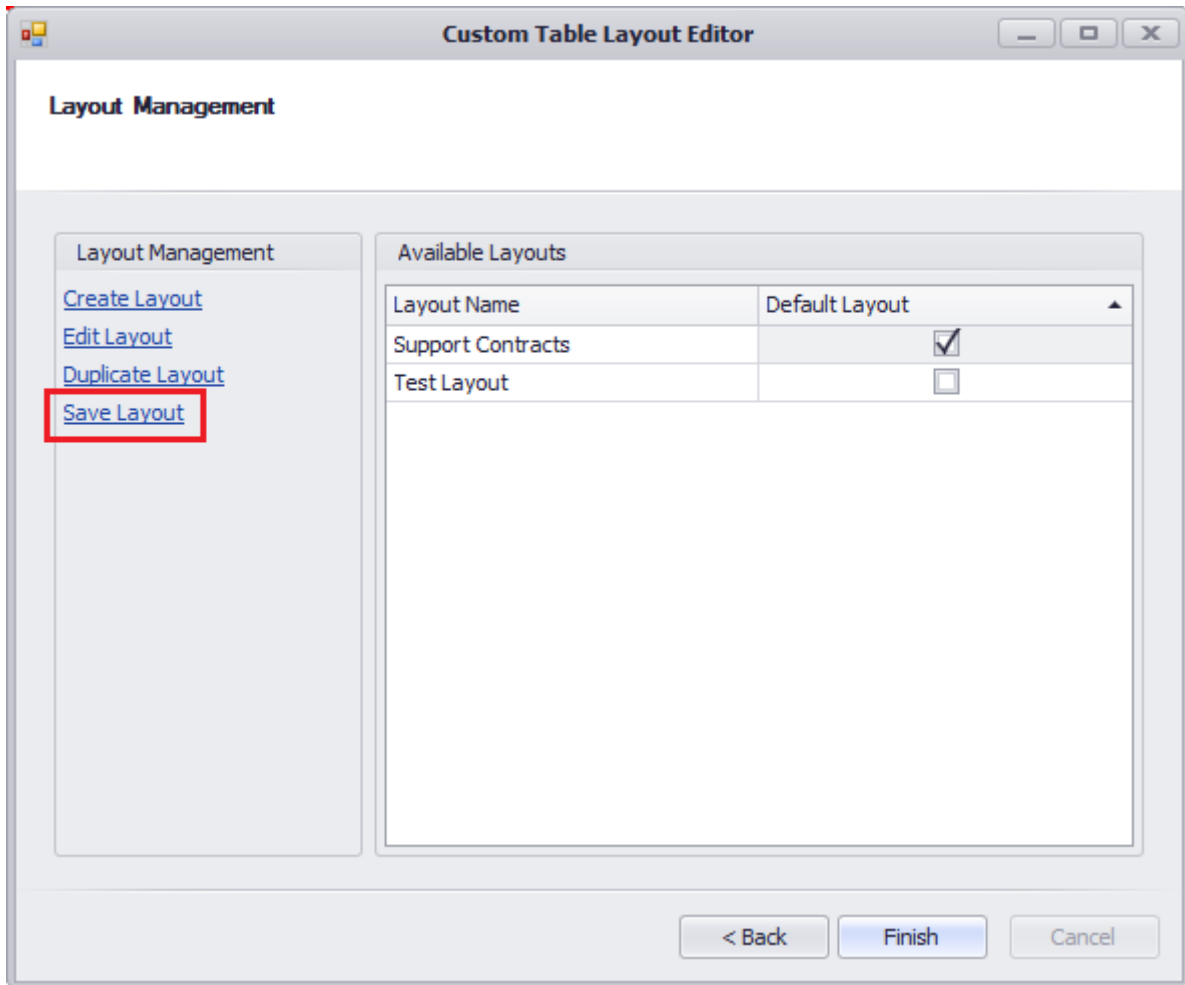 Custom Table Layout Editor
Layout Management
Layout Management
Create Layout
Edit Layout
Duplicate Layout
Save Layout
Available Layouts
Layout Name Default Layout
Support Contracts
Test Layout
< Back Finish Cancel